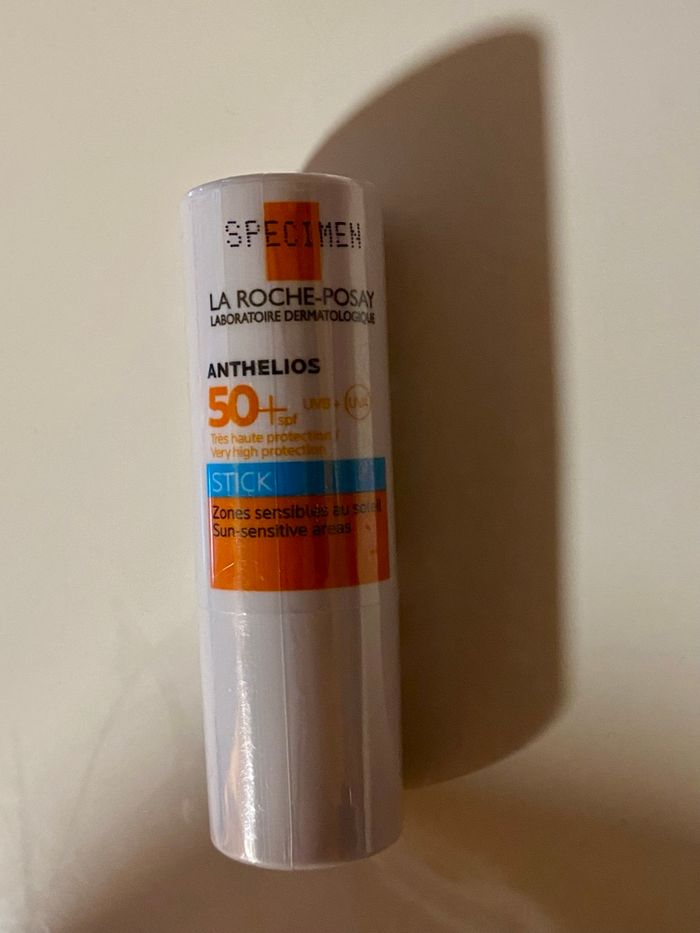 SPECIMEN
LA ROCHE-POSAY
LABORATOIRE DERMATOLOGIQUE
ANTHELIOS
50+ spf UVB + UVA
Très haute protection /
Very high protection
STICK
Zones sensibles au soleil
Sun-sensitive areas